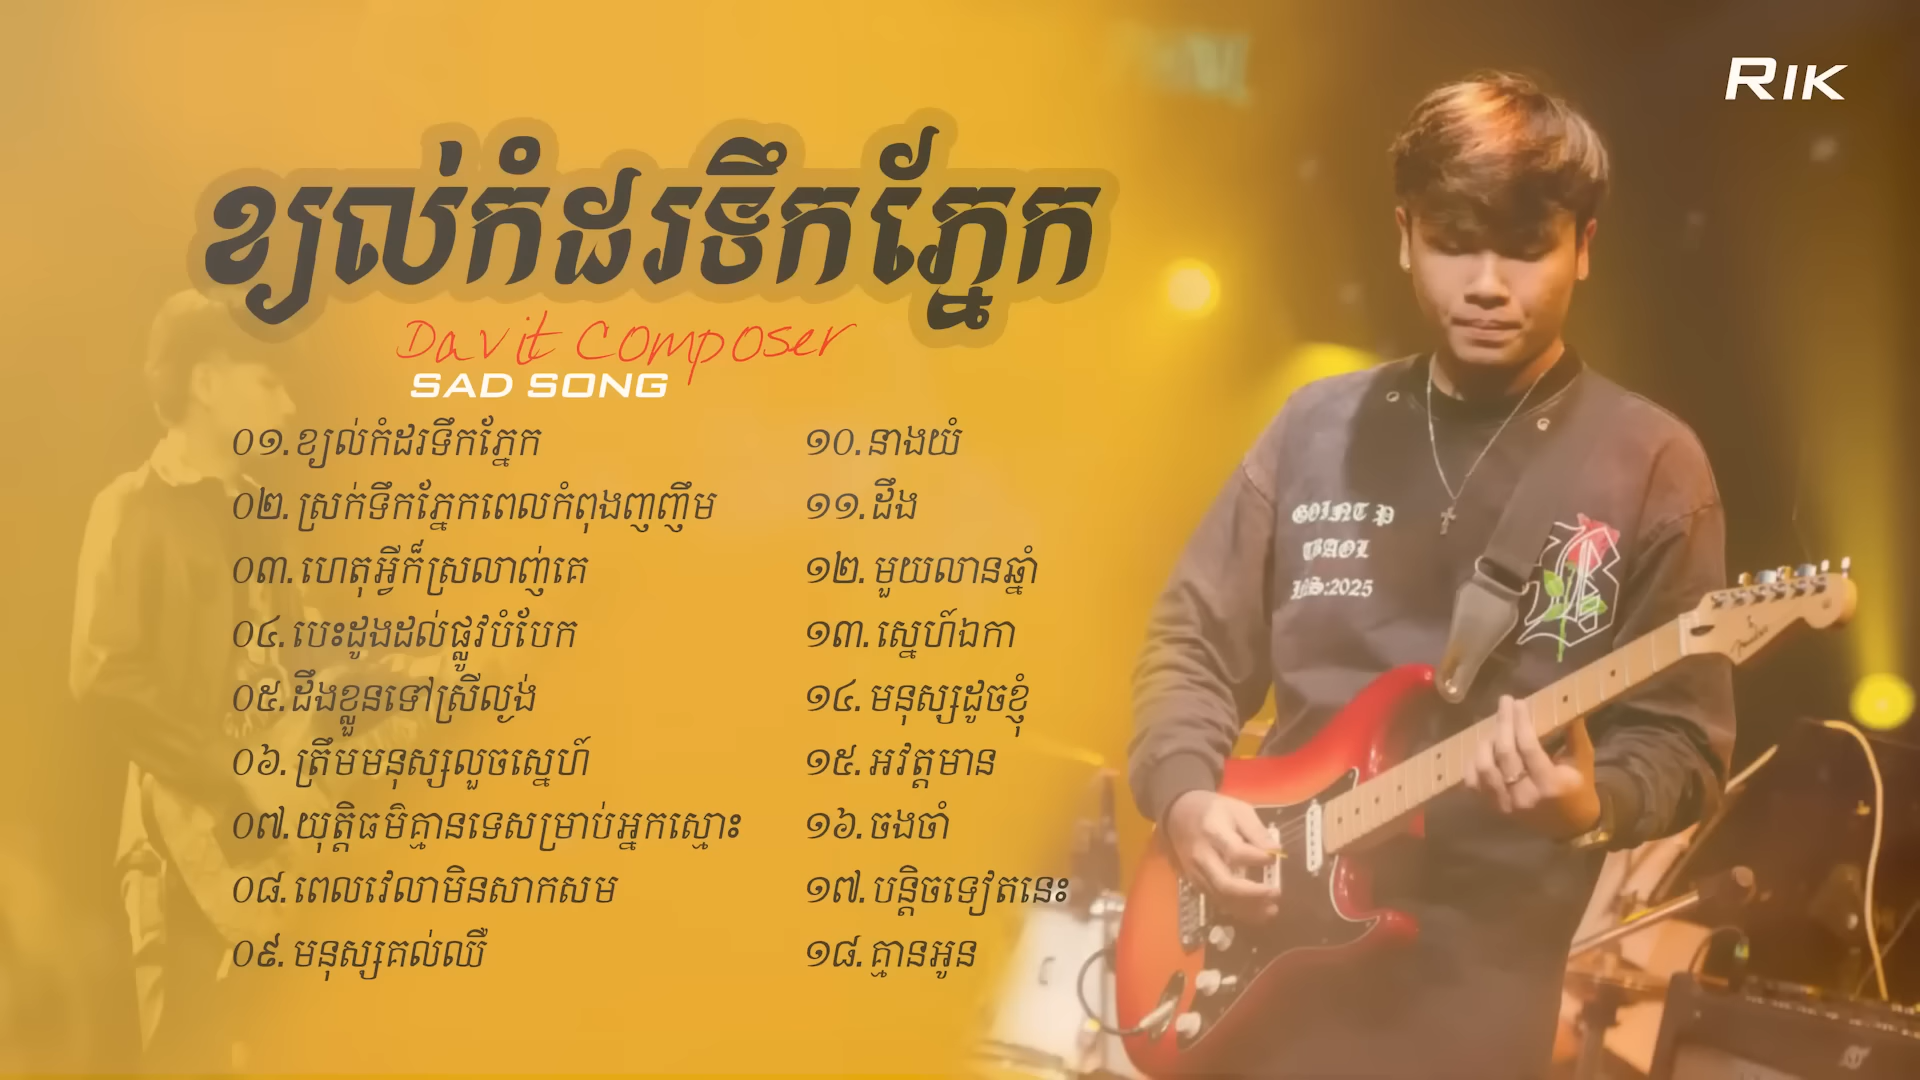 Rik
ខ្យល់កំដរទឹកភ្នែក
Davit Composer
SAD SONG
០១. ខ្យល់កំដរទឹកភ្នែក
០២. ស្រក់ទឹកភ្នែកពេលកំពុងញញឹម
០៣. ហេតុអ្វីក៏ស្រលាញ់គេ
០៤. បេះដូងដល់ផ្លូវបំបែក
០៥. ដឹងខ្លួនទៅស្រីល្ងង់
០៦. ត្រឹមមនុស្សលួចស្នេហ៍
០៧. យុត្តិធម៌គ្មានទេសម្រាប់អ្នកស្មោះ
០៨. ពេលវេលាមិនសាកសម
០៩. មនុស្សគល់ឈើ
១០. នាងយំ
១១. ដឹង
១២. មួយលានឆ្នាំ
១៣. ស្នេហ៍ឯកា
១៤. មនុស្សដូចខ្ញុំ
១៥. អវត្តមាន
១៦. ចងចាំ
១៧. បន្តិចទៀតនេះ
១៨. គ្មានអូន
GOINT P
INS:2025
Fender